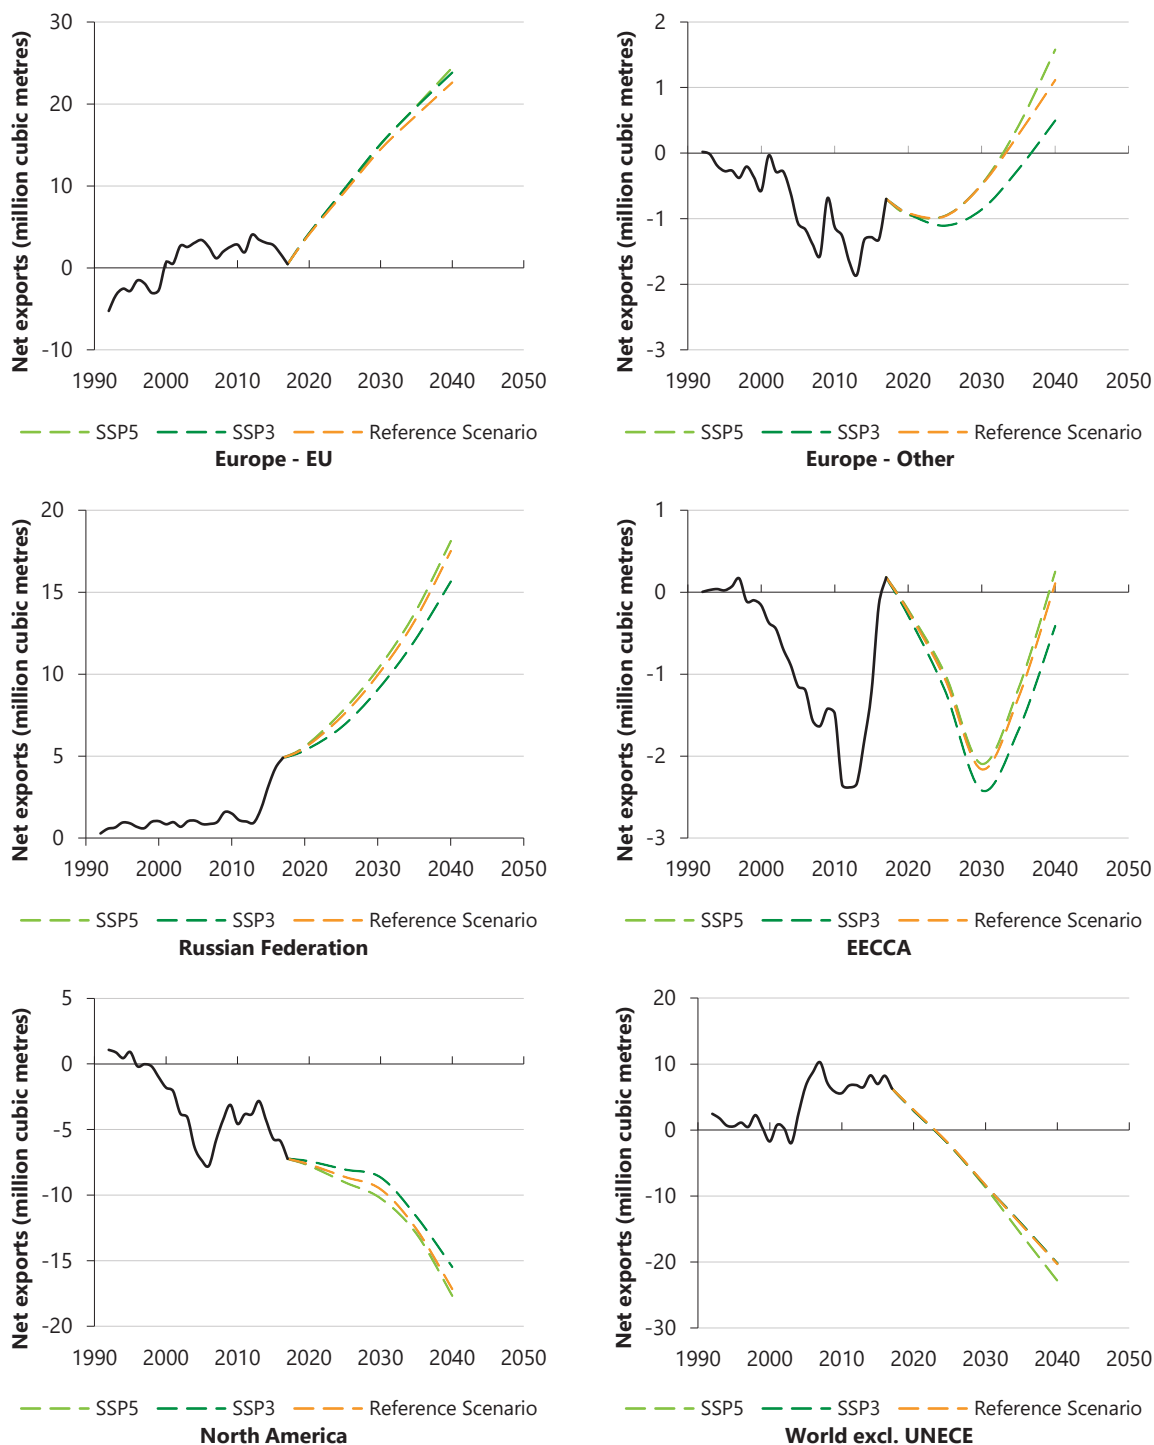 Net exports (million cubic metres)
30
20
10
0
-10
1990 2000 2010 2020 2030 2040 2050
SSP5 SSP3 Reference Scenario
Europe - EU
Net exports (million cubic metres)
2
1
0
-1
-2
-3
1990 2000 2010 2020 2030 2040 2050
SSP5 SSP3 Reference Scenario
Europe - Other
Net exports (million cubic metres)
20
15
10
5
0
1990 2000 2010 2020 2030 2040 2050
SSP5 SSP3 Reference Scenario
Russian Federation
Net exports (million cubic metres)
1
0
-1
-2
-3
1990 2000 2010 2020 2030 2040 2050
SSP5 SSP3 Reference Scenario
EECCA
Net exports (million cubic metres)
5
0
-5
-10
-15
-20
1990 2000 2010 2020 2030 2040 2050
SSP5 SSP3 Reference Scenario
North America
Net exports (million cubic metres)
20
10
0
-10
-20
-30
1990 2000 2010 2020 2030 2040 2050
SSP5 SSP3 Reference Scenario
World excl. UNECE